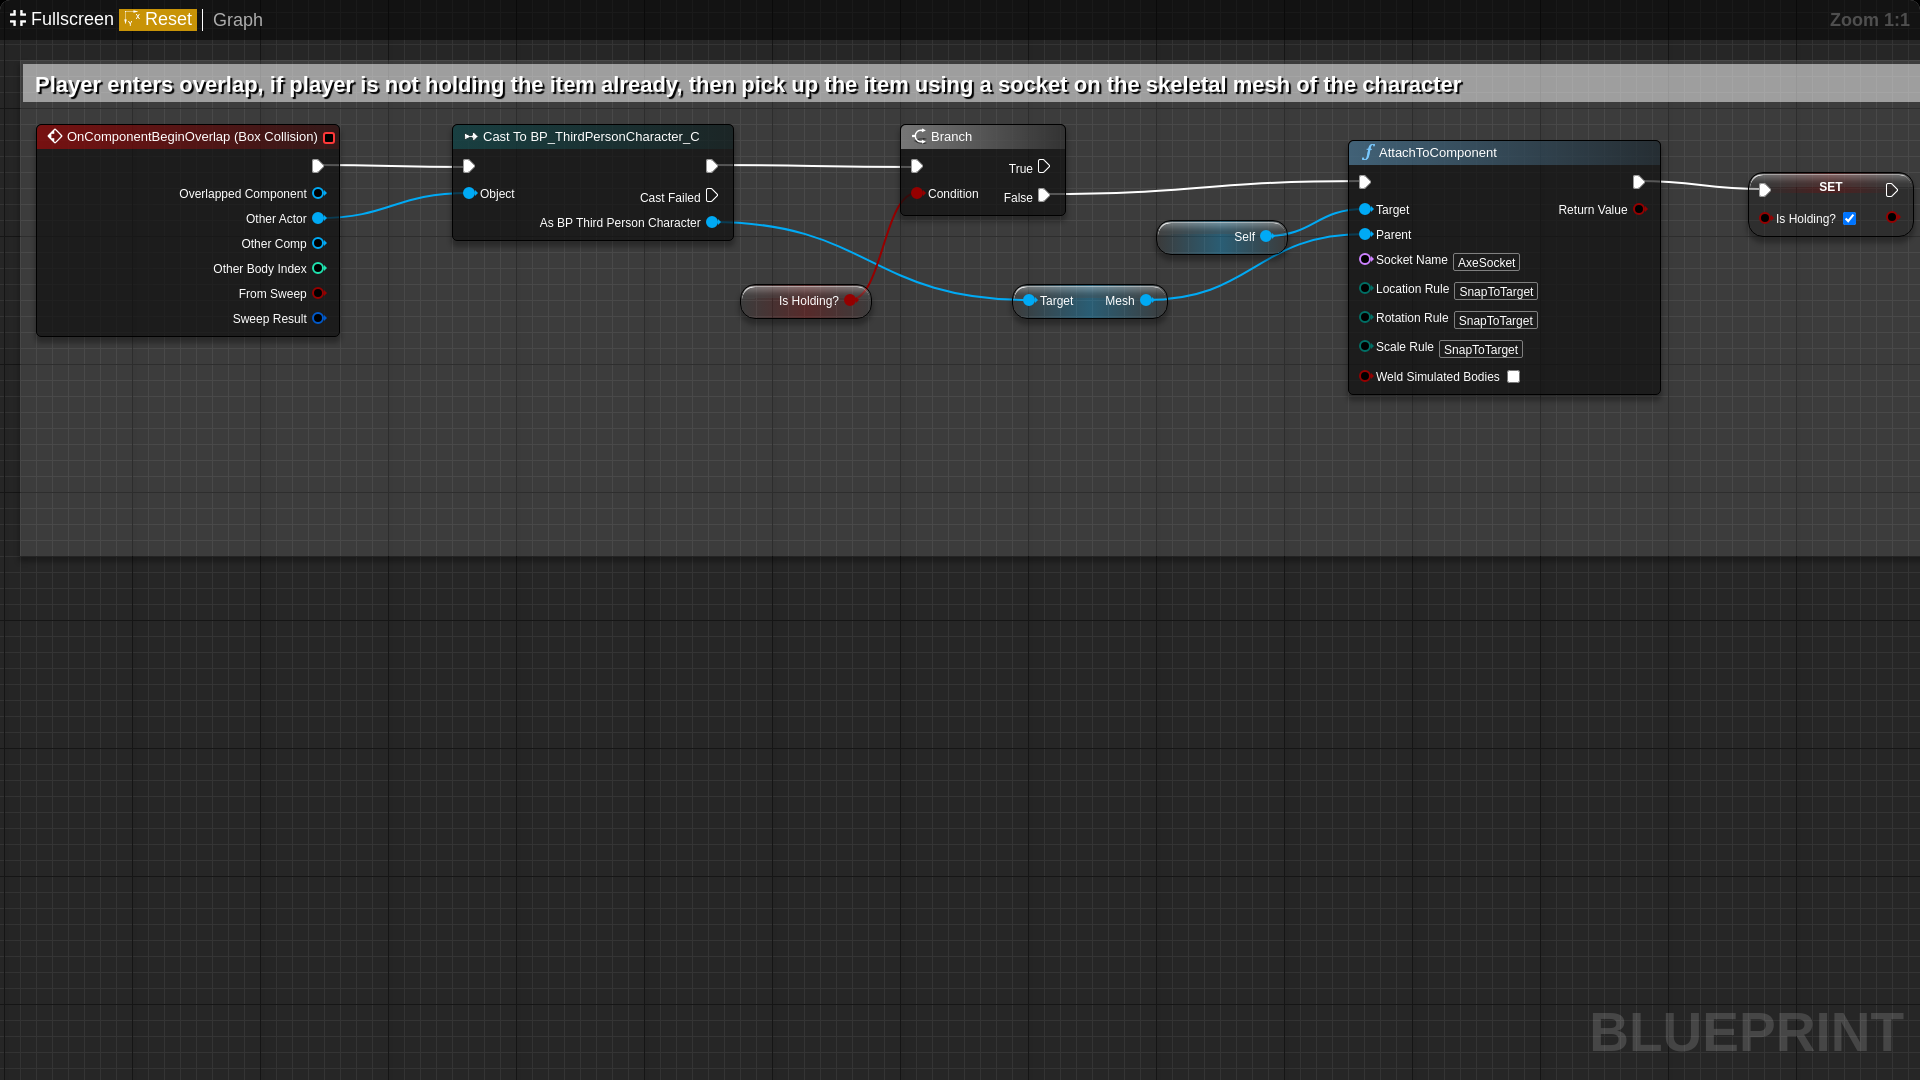 Fullscreen Reset Graph Zoom 1:1
Player enters overlap, if player is not holding the item already, then pick up the item using a socket on the skeletal mesh of the character
OnComponentBeginOverlap (Box Collision)
Overlapped Component
Other Actor
Other Comp
Other Body Index
From Sweep
Sweep Result
Cast To BP_ThirdPersonCharacter_C
Object
Cast Failed
As BP Third Person Character
Is Holding?
Branch
True
Condition
False
Target Mesh
Self
AttachToComponent
Target Return Value
Parent
Socket Name AxeSocket
Location Rule SnapToTarget
Rotation Rule SnapToTarget
Scale Rule SnapToTarget
Weld Simulated Bodies
SET
Is Holding?
BLUEPRINT